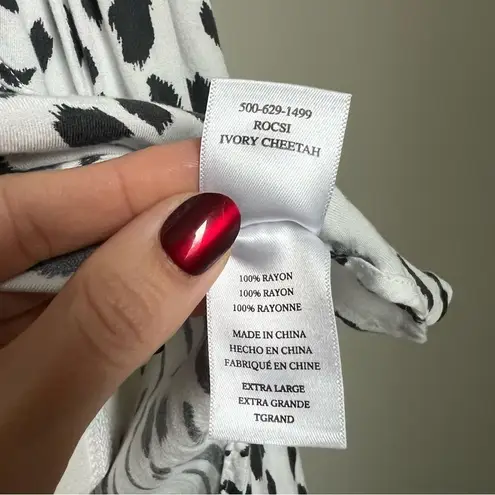 500-629-1499
ROCSI
IVORY CHEETAH
100% RAYON
100% RAYON
100% RAYONNE
MADE IN CHINA
HECHO EN CHINA
FABRIQUÉ EN CHINE
EXTRA LARGE
EXTRA GRANDE
TGRAND